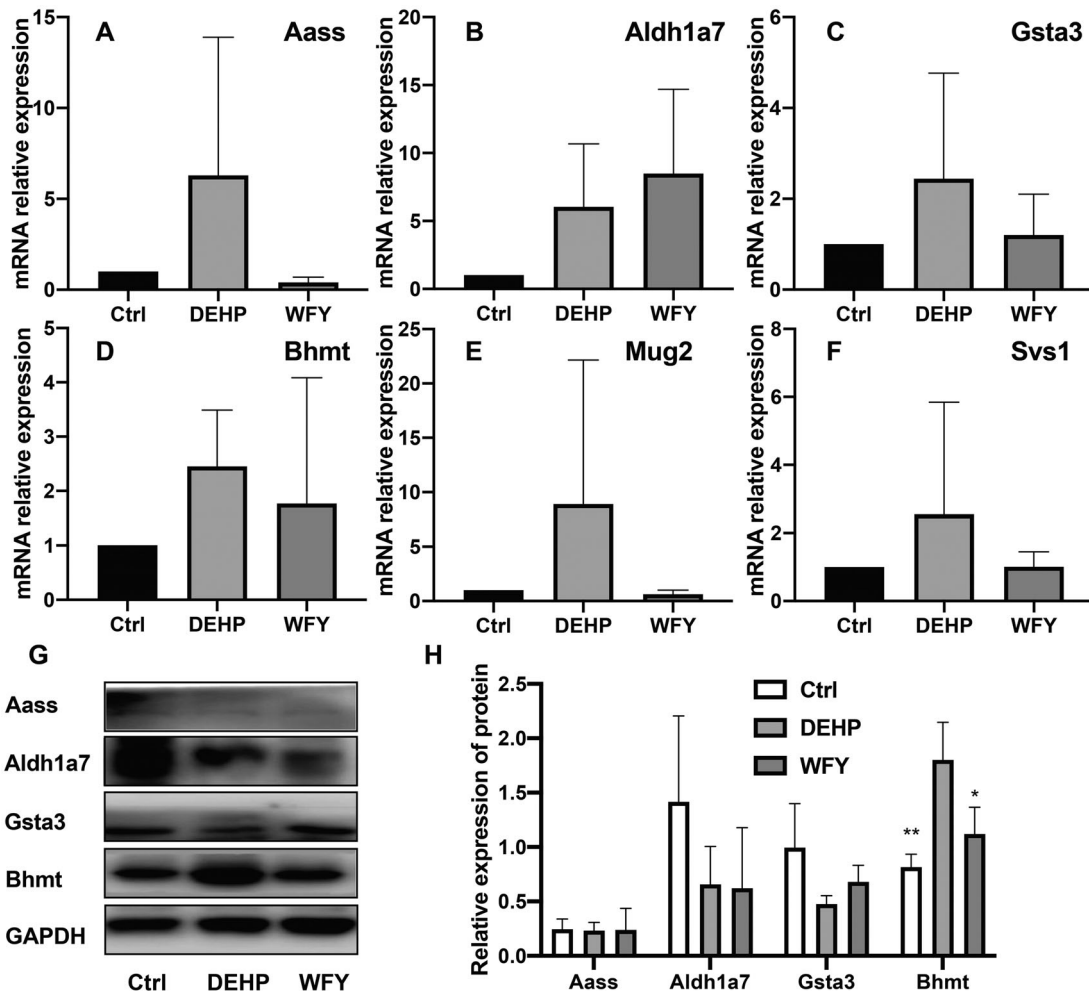 A Aass
mRNA relative expression
15
10
5
0
Ctrl DEHP WFY
B Aldh1a7
mRNA relative expression
20
15
10
5
0
Ctrl DEHP WFY
C Gsta3
mRNA relative expression
6
4
2
0
Ctrl DEHP WFY
D Bhmt
mRNA relative expression
5
4
3
2
1
0
Ctrl DEHP WFY
E Mug2
mRNA relative expression
25
20
15
10
5
0
Ctrl DEHP WFY
F Svs1
mRNA relative expression
8
6
4
2
0
Ctrl DEHP WFY
G
Aass
Aldh1a7
Gsta3
Bhmt
GAPDH
Ctrl DEHP WFY
H
Relative expression of protein
2.5
2.0
1.5
1.0
0.5
0.0
Ctrl
DEHP
WFY
** *
Aass Aldh1a7 Gsta3 Bhmt